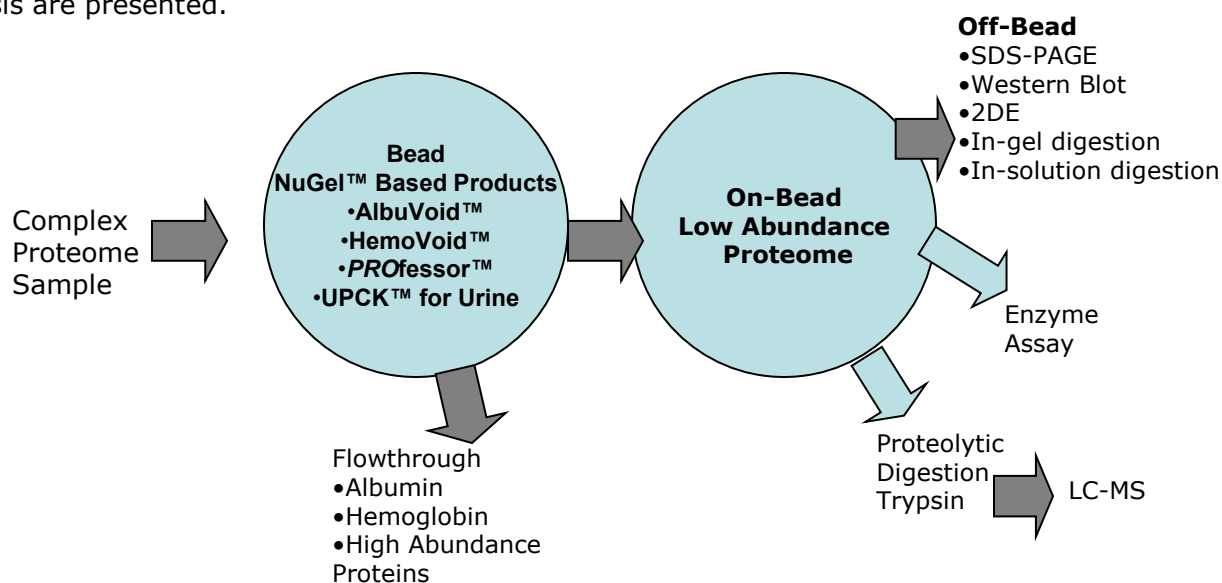 sis are presented.
Complex
Proteome
Sample
Bead
NuGel™ Based Products
•AlbuVoid™
•HemoVoid™
•PROfessor™
•UPCK™ for Urine
Flowthrough
•Albumin
•Hemoglobin
•High Abundance
Proteins
On-Bead
Low Abundance
Proteome
Off-Bead
•SDS-PAGE
•Western Blot
•2DE
•In-gel digestion
•In-solution digestion
Enzyme
Assay
Proteolytic
Digestion
Trypsin
LC-MS